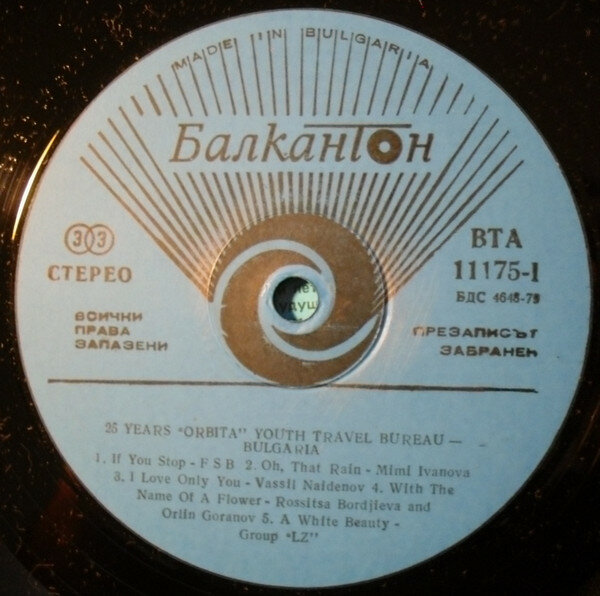 MADE IN BULGARIA
Балкантон
33
СТЕРЕО
ВТА
11175-I
БДС 4648-75
ВСИЧКИ
ПРАВА
ЗАПАЗЕНИ
ПРЕЗАПИСЪТ
ЗАБРАНЕН
25 YEARS "ORBITA" YOUTH TRAVEL BUREAU —
BULGARIA
1. If You Stop - F S B 2. Oh, That Rain - Mimi Ivanova
3. I Love Only You - Vassil Naidenov 4. With The
Name Of A Flower - Rossitsa Bordjieva and
Orlin Goranov 5. A White Beauty -
Group "LZ"